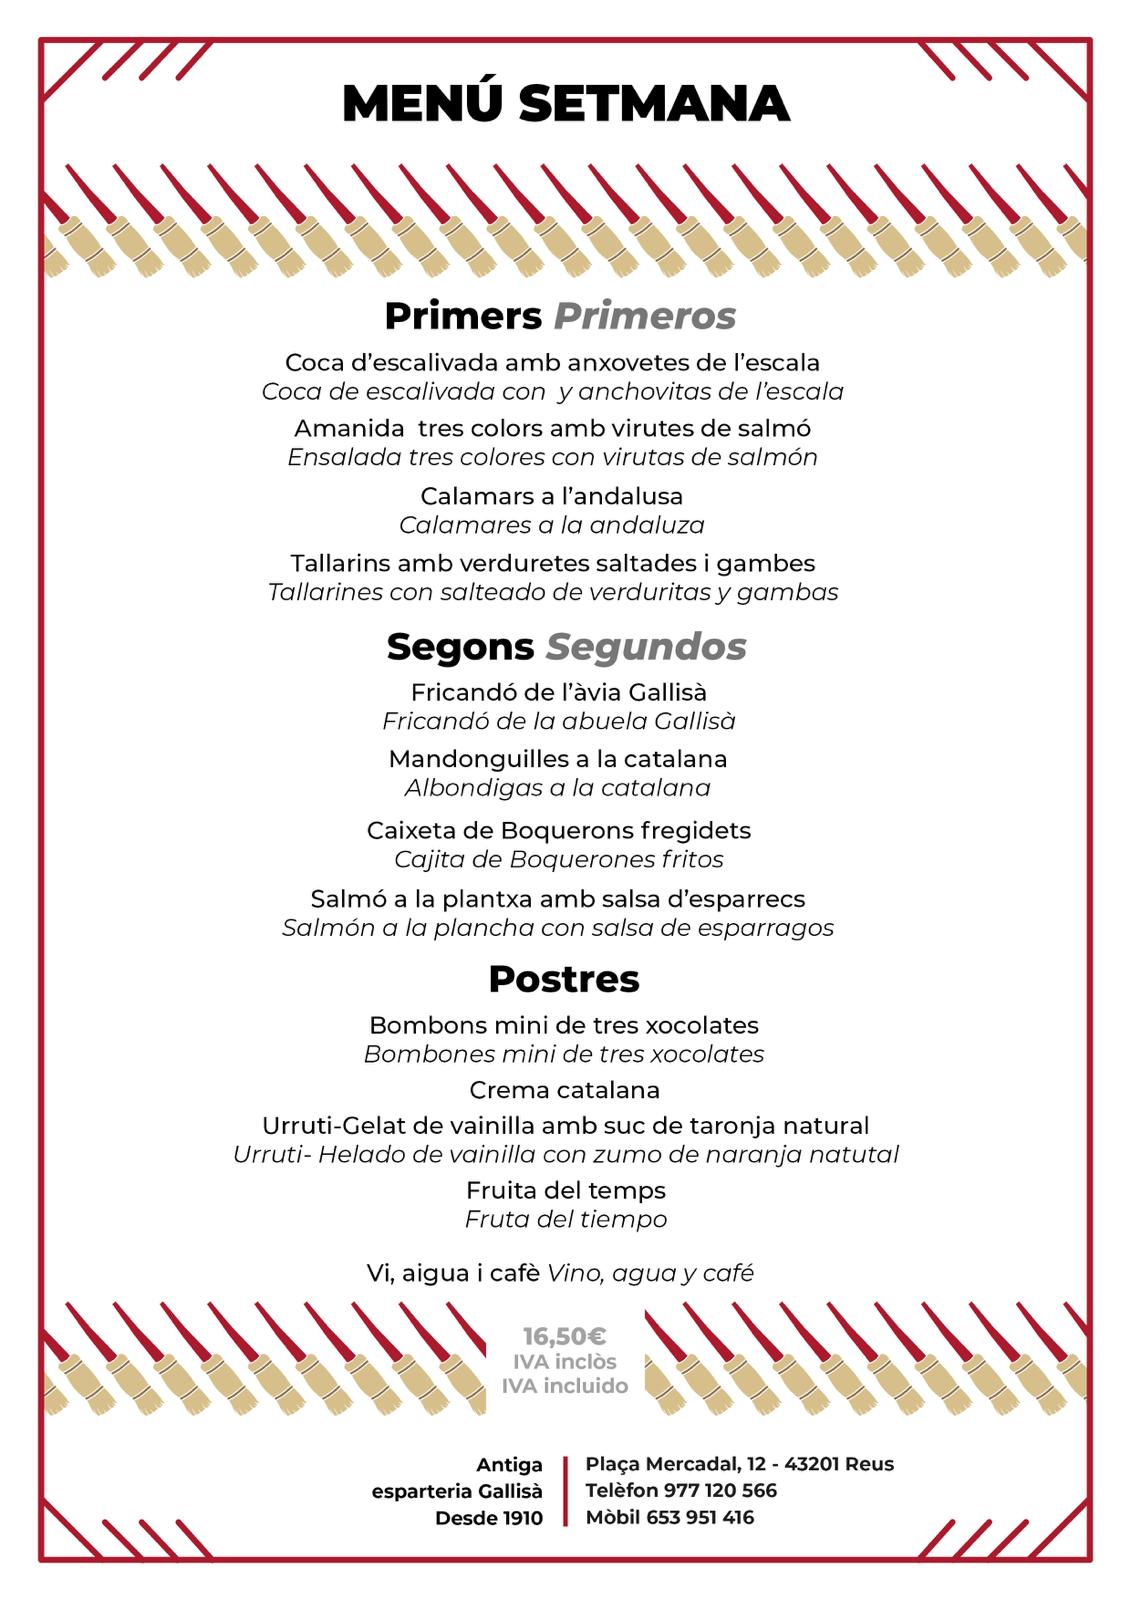 MENÚ SETMANA
Primers Primeros
Coca d'escalivada amb anxovetes de l'escala
Coca de escalivada con  y anchovitas de l'escala
Amanida  tres colors amb virutes de salmó
Ensalada tres colores con virutas de salmón
Calamars a l'andalusa
Calamares a la andaluza
Tallarins amb verduretes saltades i gambes
Tallarines con salteado de verduritas y gambas
Segons Segundos
Fricandó de l'àvia Gallisà
Fricandó de la abuela Gallisà
Mandonguilles a la catalana
Albondigas a la catalana
Caixeta de Boquerons fregidets
Cajita de Boquerones fritos
Salmó a la plantxa amb salsa d'esparrecs
Salmón a la plancha con salsa de esparragos
Postres
Bombons mini de tres xocolates
Bombones mini de tres xocolates
Crema catalana
Urruti-Gelat de vainilla amb suc de taronja natural
Urruti- Helado de vainilla con zumo de naranja natutal
Fruita del temps
Fruta del tiempo
Vi, aigua i cafè Vino, agua y café
16,50€
IVA inclòs
IVA incluido
Antiga
esparteria Gallisà
Desde 1910
Plaça Mercadal, 12 - 43201 Reus
Telèfon 977 120 566
Mòbil 653 951 416